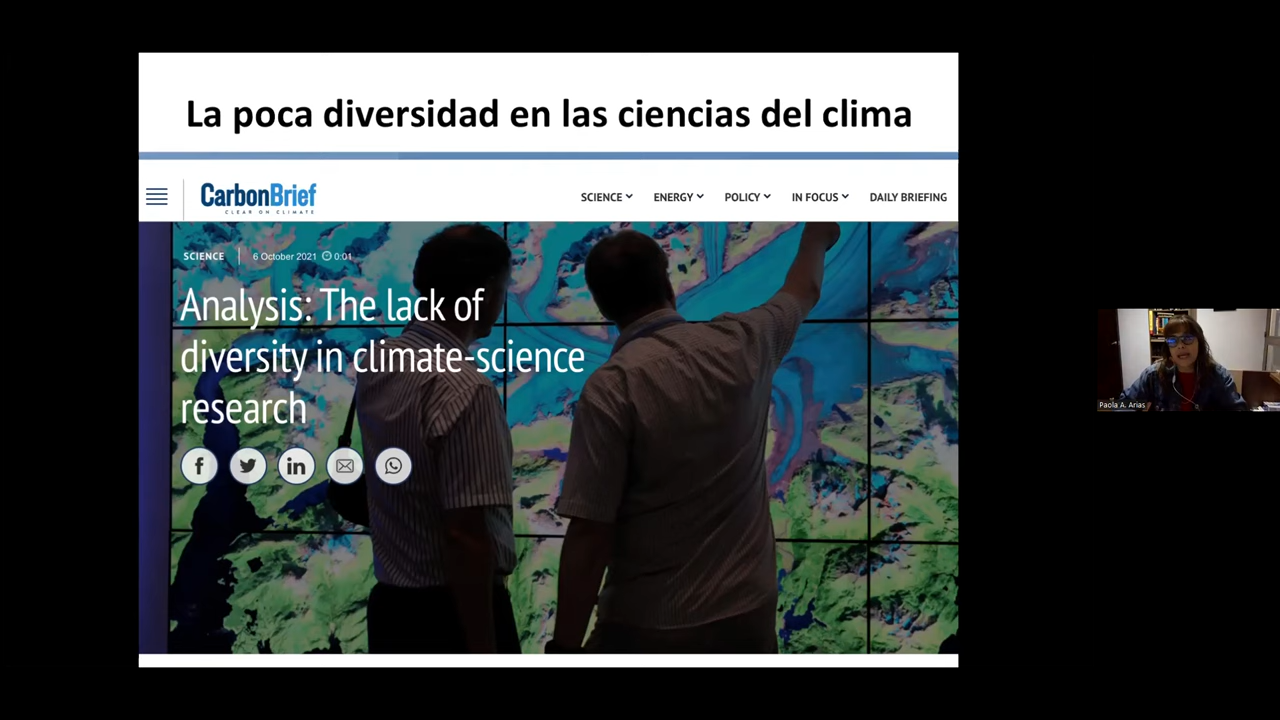 La poca diversidad en las ciencias del clima
CarbonBrief
CLEAR ON CLIMATE
SCIENCE
ENERGY
POLICY
IN FOCUS
DAILY BRIEFING
SCIENCE
6 October 2021
0:01
Analysis: The lack of
diversity in climate-science
research
Paola A. Arias